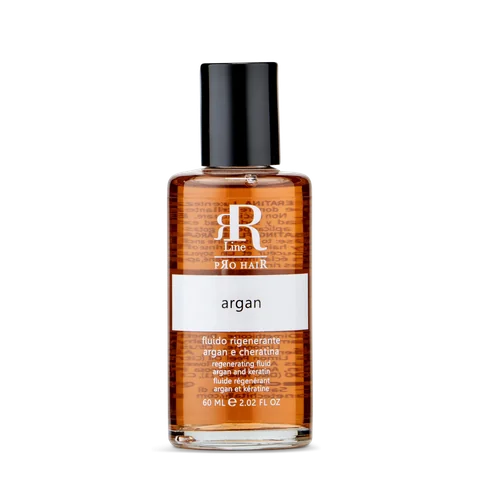 RR
Line
PRO HAIR
argan
fluido rigenerante
argan e cheratina
regenerating fluid
argan and keratin
fluide régénérant
argan et kératine
60 ML ℮ 2.02 FL OZ